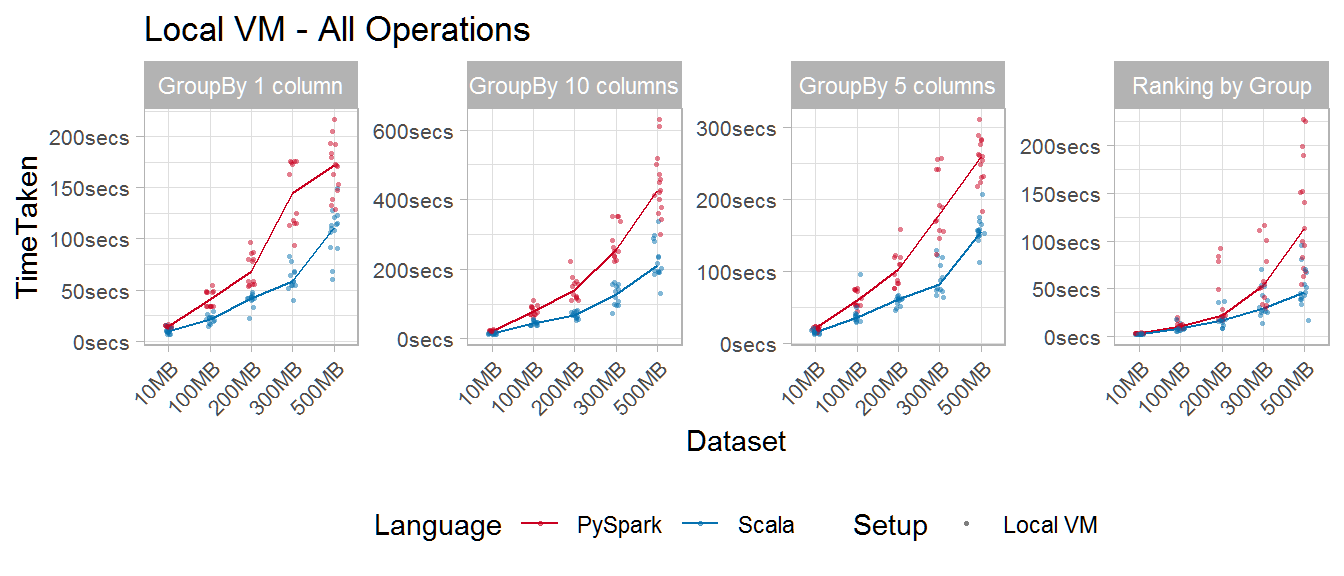 Local VM - All Operations
GroupBy 1 column
GroupBy 10 columns
GroupBy 5 columns
Ranking by Group
TimeTaken
200secs
150secs
100secs
50secs
0secs
600secs
400secs
200secs
0secs
300secs
200secs
100secs
0secs
200secs
150secs
100secs
50secs
0secs
10MB
100MB
200MB
300MB
500MB
10MB
100MB
200MB
300MB
500MB
10MB
100MB
200MB
300MB
500MB
10MB
100MB
200MB
300MB
500MB
Dataset
Language PySpark Scala Setup Local VM